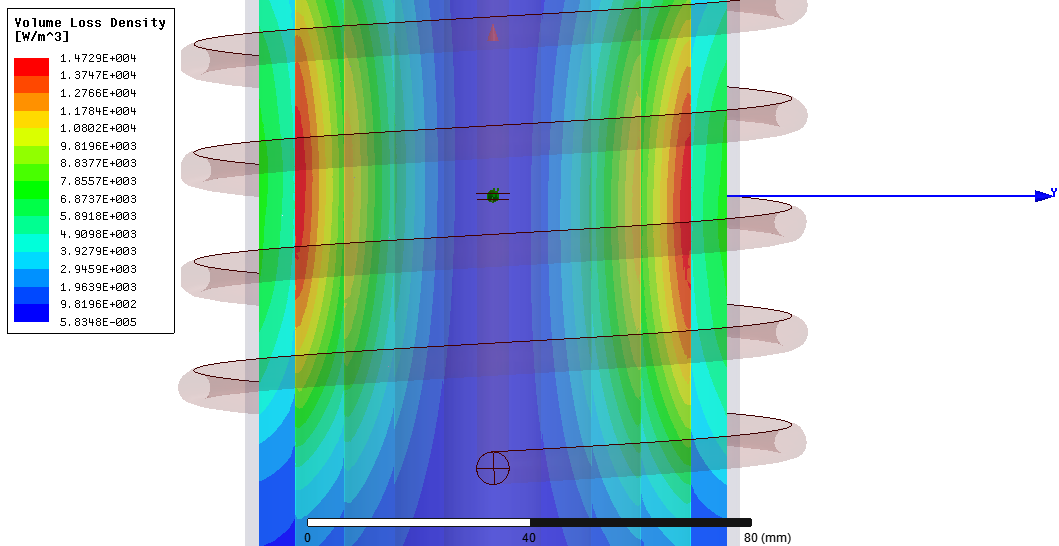 Volume Loss Density
[W/m^3]
1.4729E+004
1.3747E+004
1.2766E+004
1.1784E+004
1.0802E+004
9.8196E+003
8.8377E+003
7.8557E+003
6.8737E+003
5.8918E+003
4.9098E+003
3.9279E+003
2.9459E+003
1.9639E+003
9.8196E+002
5.8348E-005
Y
0 40 80 (mm)